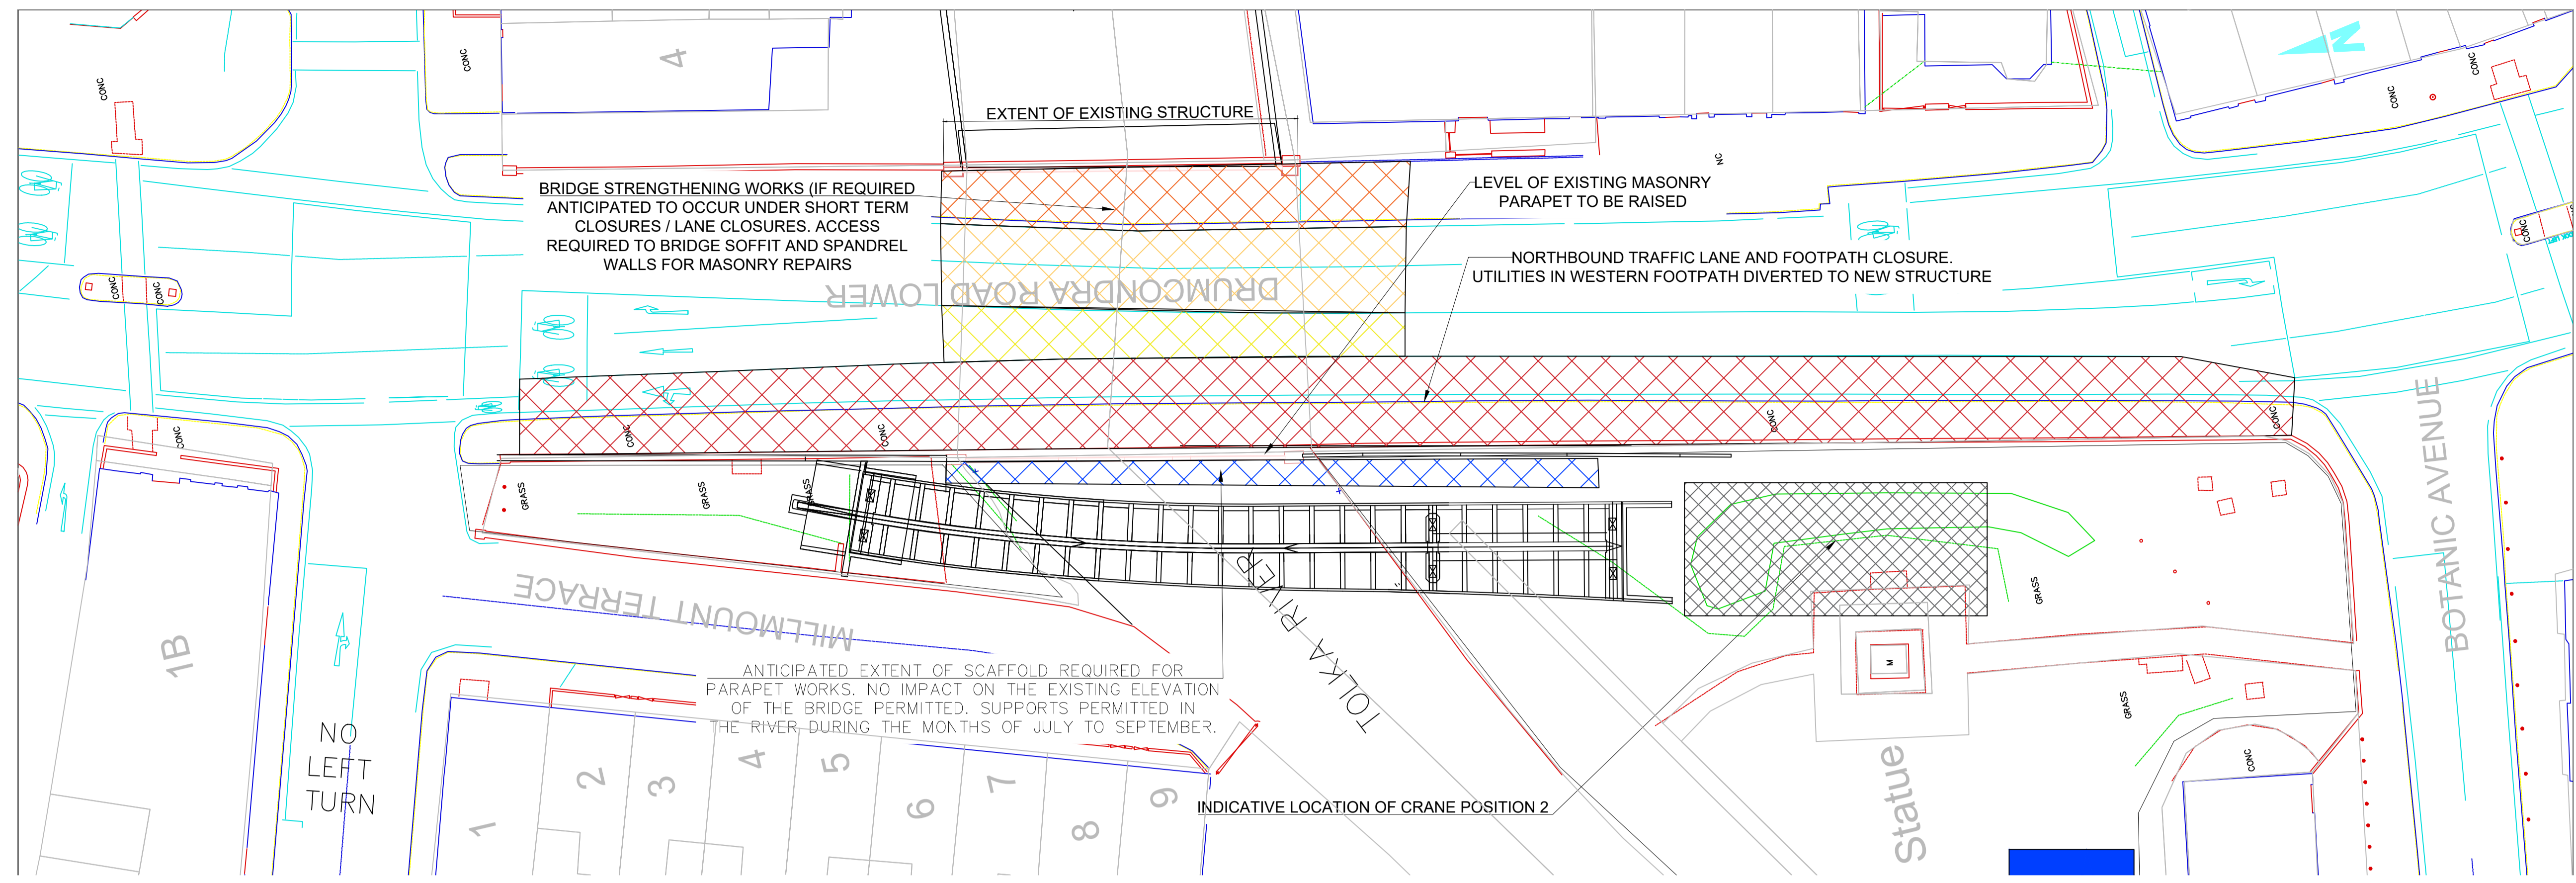 CONC
CONC
4
N
CONC
CONC
EXTENT OF EXISTING STRUCTURE
NC
BRIDGE STRENGTHENING WORKS (IF REQUIRED
ANTICIPATED TO OCCUR UNDER SHORT TERM
CLOSURES / LANE CLOSURES. ACCESS
REQUIRED TO BRIDGE SOFFIT AND SPANDREL
WALLS FOR MASONRY REPAIRS
LEVEL OF EXISTING MASONRY
PARAPET TO BE RAISED
NORTHBOUND TRAFFIC LANE AND FOOTPATH CLOSURE.
UTILITIES IN WESTERN FOOTPATH DIVERTED TO NEW STRUCTURE
CONC
CONC
CONC
DRUMCONDRA ROAD LOWER
CONC
CONC
CONC
CONC
CONC
GRASS
GRASS
GRASS
BOTANIC AVENUE
MILLMOUNT TERRACE
TOLKA RIVER
GRASS
1B
M
ANTICIPATED EXTENT OF SCAFFOLD REQUIRED FOR
PARAPET WORKS. NO IMPACT ON THE EXISTING ELEVATION
OF THE BRIDGE PERMITTED. SUPPORTS PERMITTED IN
THE RIVER DURING THE MONTHS OF JULY TO SEPTEMBER.
GRASS
NO
LEFT
TURN
CONC
1
2
3
4
5
6
7
8
9
INDICATIVE LOCATION OF CRANE POSITION 2
Statue